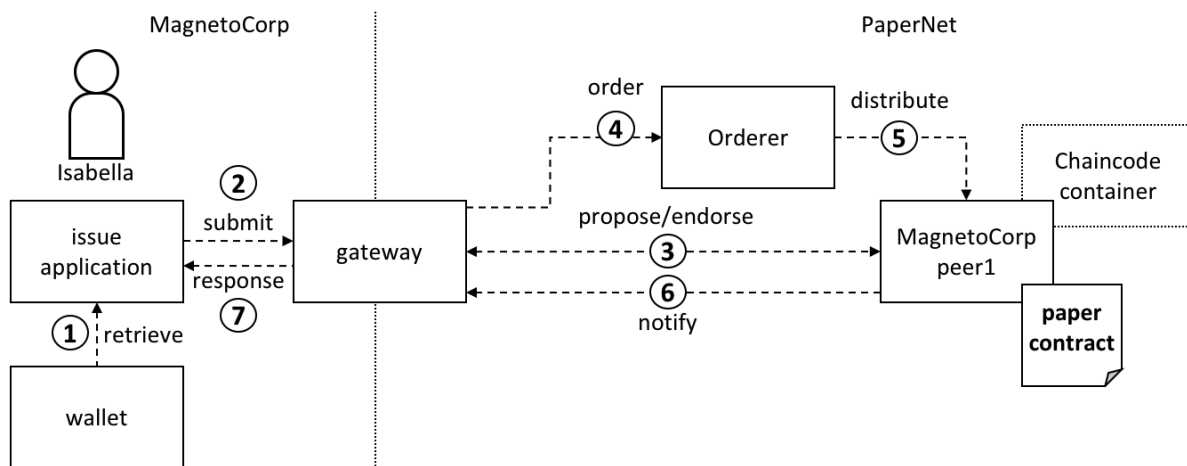 MagnetoCorp
PaperNet
Isabella
issue
application
wallet
1
retrieve
2
submit
response
7
gateway
order
4
Orderer
distribute
5
propose/endorse
3
6
notify
Chaincode
container
MagnetoCorp
peer1
paper
contract